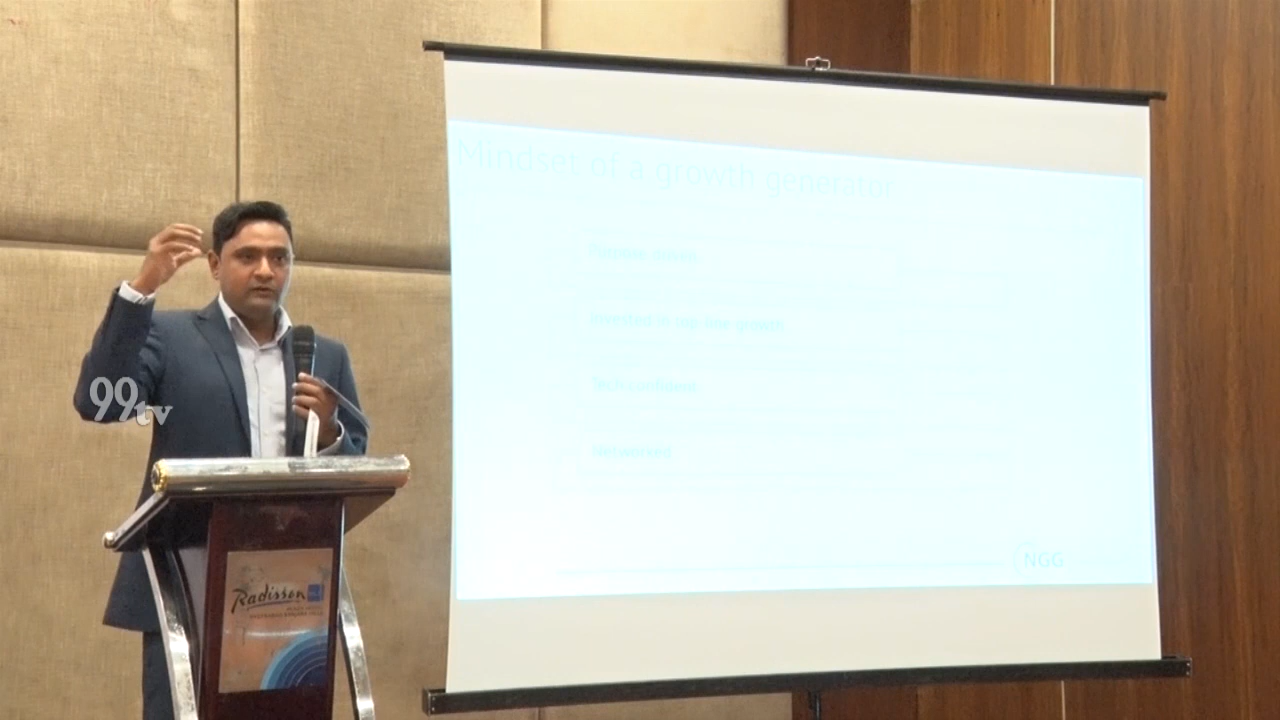 Mindset of a growth generator
Purpose driven
Invested in top-line growth
Tech-confident
Networked
NGG
99tv
Radisson